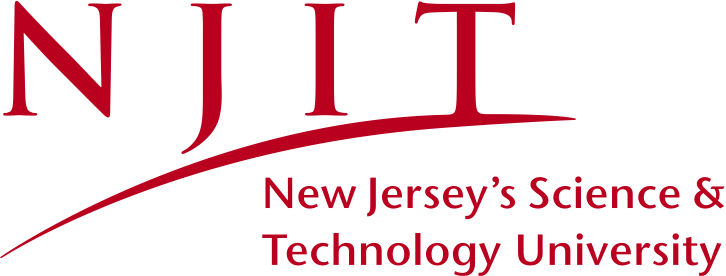 NJIT
New Jersey’s Science &
Technology University